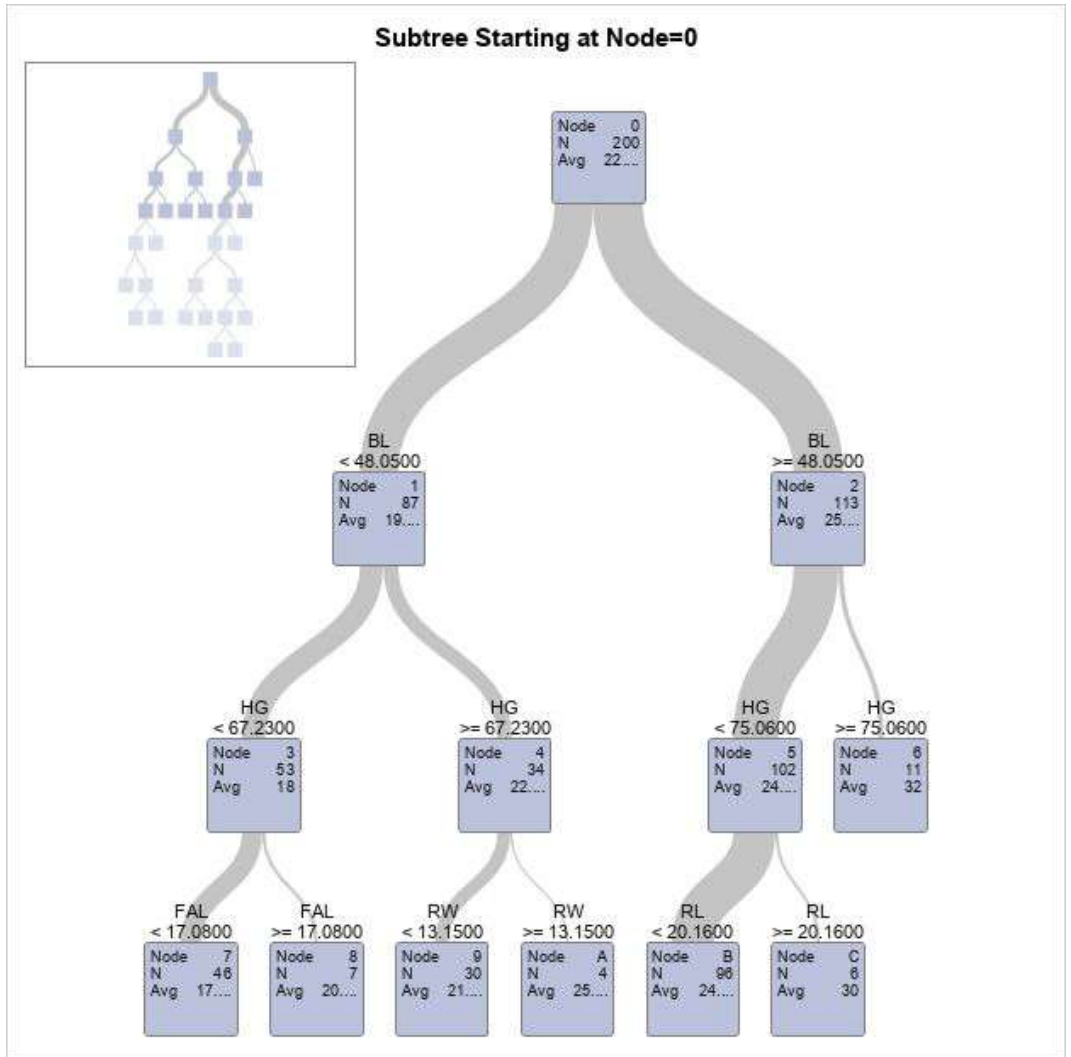 Subtree Starting at Node=0
Node 0
N 200
Avg 22....
BL
< 48.0500
Node 1
N 87
Avg 19....
BL
>= 48.0500
Node 2
N 113
Avg 25....
HG
< 67.2300
Node 3
N 53
Avg 18
HG
>= 67.2300
Node 4
N 34
Avg 22....
HG
< 75.0600
Node 5
N 102
Avg 24....
HG
>= 75.0600
Node 6
N 11
Avg 32
FAL
< 17.0800
Node 7
N 46
Avg 17....
FAL
>= 17.0800
Node 8
N 7
Avg 20....
RW
< 13.1500
Node 9
N 30
Avg 21....
RW
>= 13.1500
Node A
N 4
Avg 25....
RL
< 20.1600
Node B
N 96
Avg 24....
RL
>= 20.1600
Node C
N 6
Avg 30